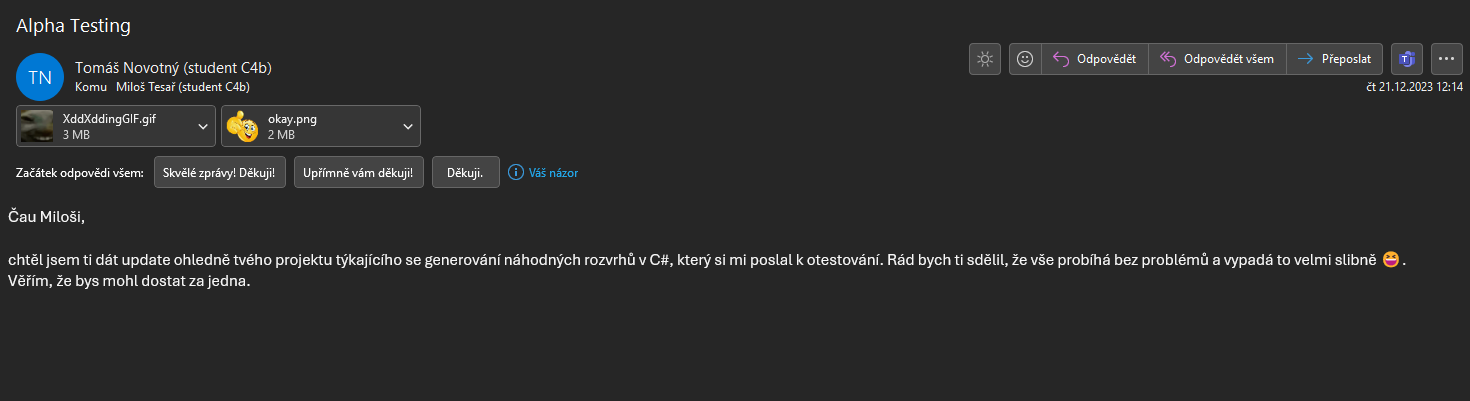 Alpha Testing
TN
Tomáš Novotný (student C4b)
Komu Miloš Tesař (student C4b)
Odpovědět
Odpovědět všem
Přeposlat
čt 21.12.2023 12:14
XddXddingGIF.gif
3 MB
okay.png
2 MB
Začátek odpovědi všem: Skvělé zprávy! Děkuji! Upřímně vám děkuji! Děkuji. Váš názor
Čau Miloši,
chtěl jsem ti dát update ohledně tvého projektu týkajícího se generování náhodných rozvrhů v C#, který si mi poslal k otestování. Rád bych ti sdělil, že vše probíhá bez problémů a vypadá to velmi slibně 😆.
Věřím, že bys mohl dostat za jedna.